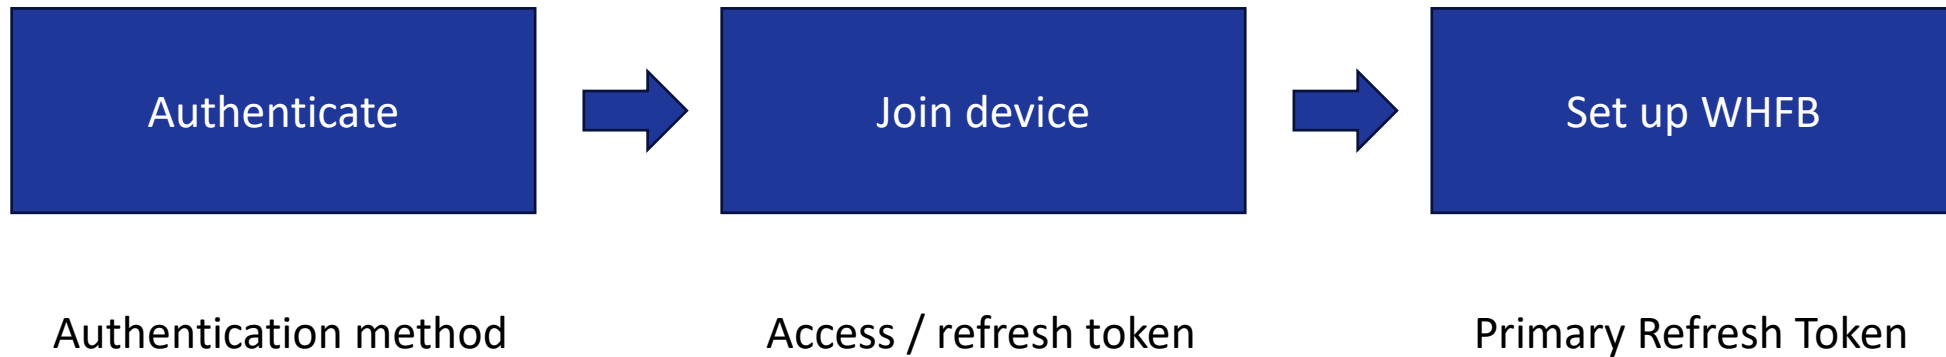 Authenticate
Join device
Set up WHFB
Authentication method
Access / refresh token
Primary Refresh Token